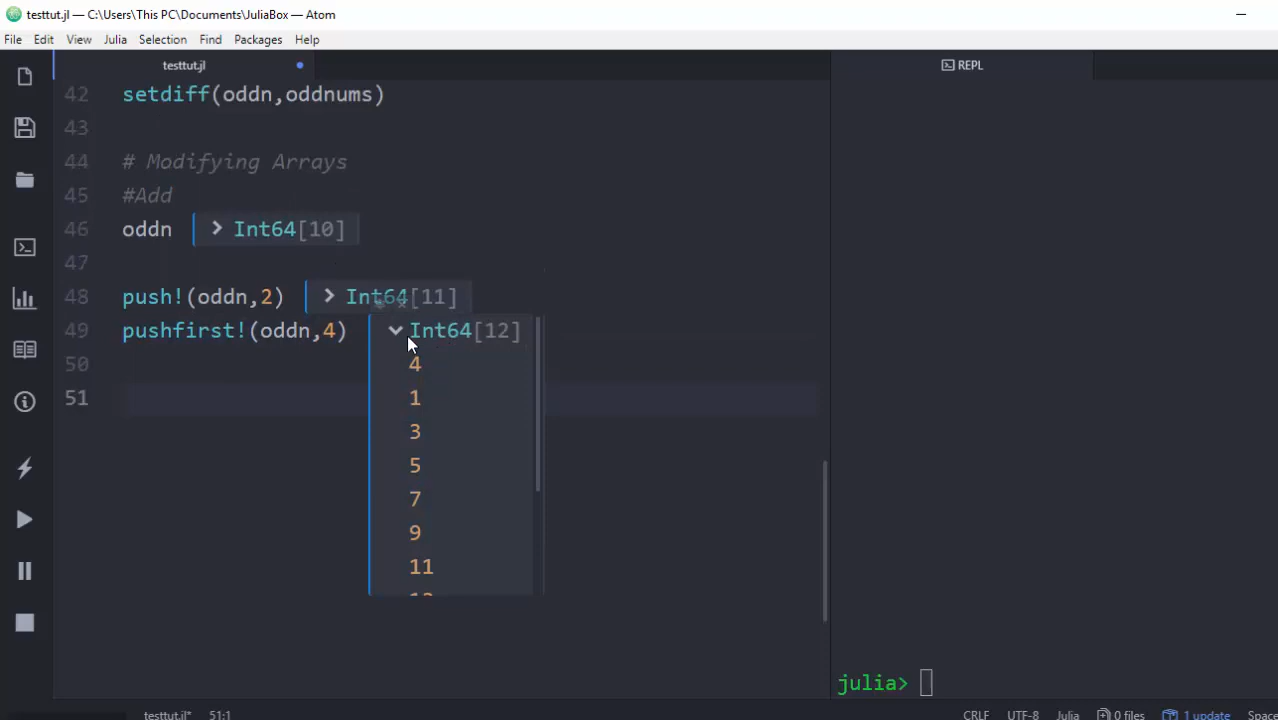 testtut.jl — C:\Users\This PC\Documents\JuliaBox — Atom
File Edit View Julia Selection Find Packages Help
testtut.jl
REPL
42 setdiff(oddn,oddnums)
43
44 # Modifying Arrays
45 #Add
46 oddn > Int64[10]
47
48 push!(oddn,2) > Int64[11]
49 pushfirst!(oddn,4) Int64[12]
50 4
51 1
3
5
7
9
11
julia>
testtut.jl* 51:1 CRLF UTF-8 Julia 0 files 1 update